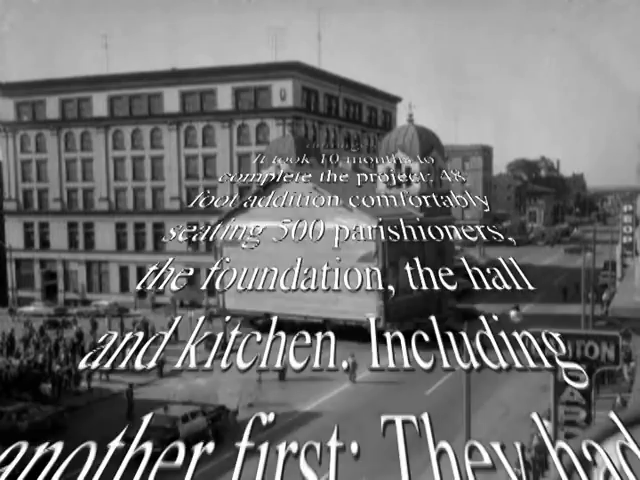 It took 10 months to
complete the project: 48
foot addition comfortably
seating 500 parishioners,
the foundation, the hall
and kitchen. Including
another first: They had
TON